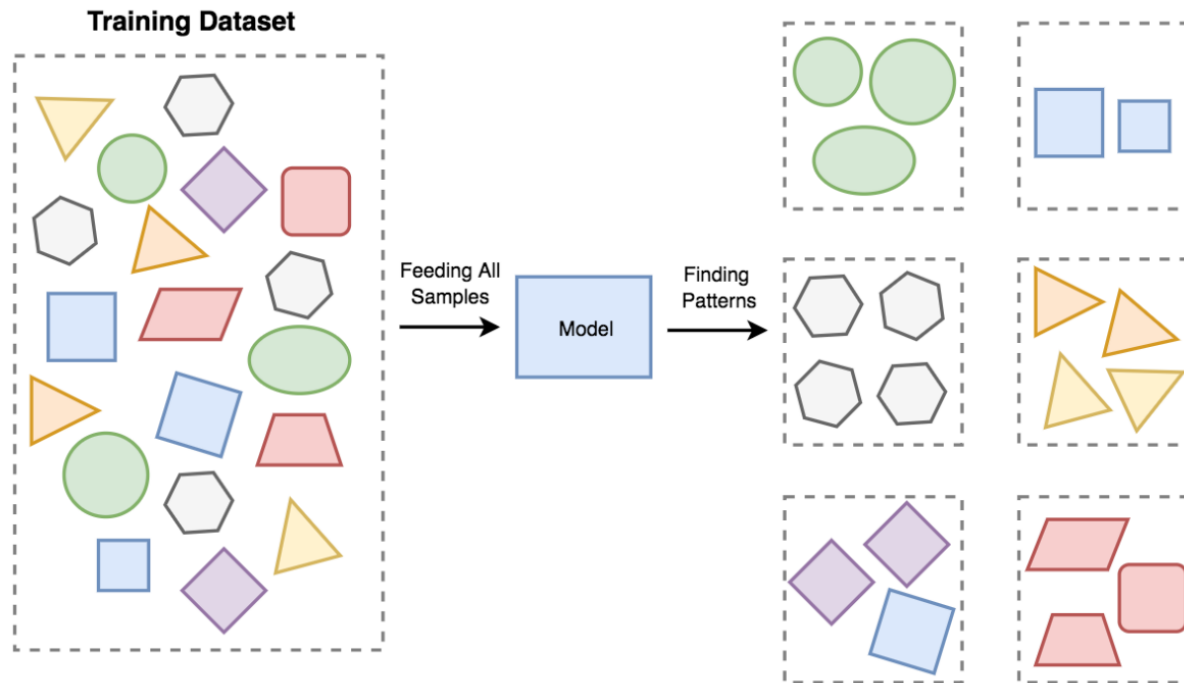 Training Dataset
Feeding All
Samples
Model
Finding
Patterns